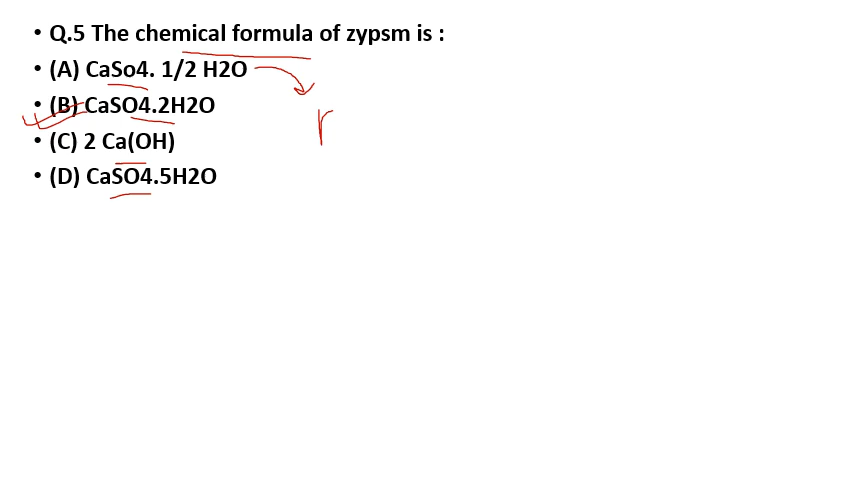 • Q.5 The chemical formula of zypsm is :
• (A) CaSo4. 1/2 H2O
• (B) CaSO4.2H2O
• (C) 2 Ca(OH)
• (D) CaSO4.5H2O